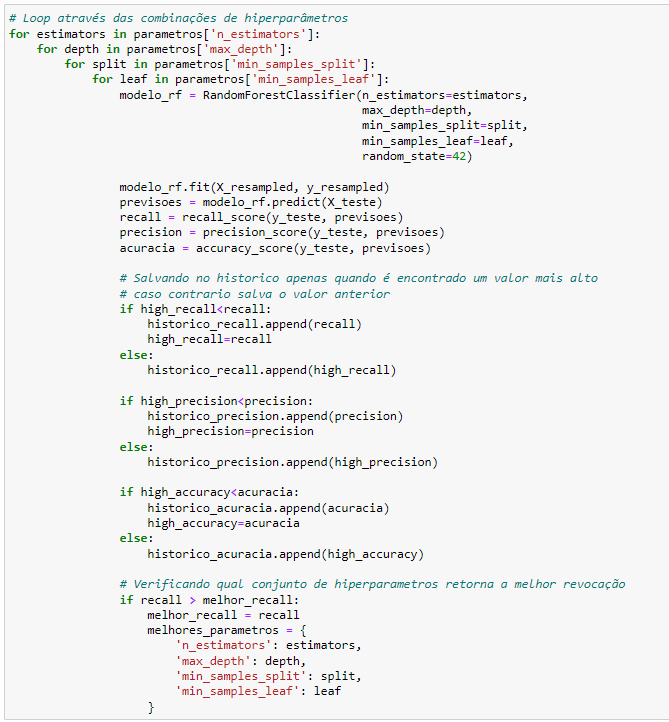 # Loop através das combinações de hiperparâmetros
for estimators in parametros['n_estimators']:
    for depth in parametros['max_depth']:
        for split in parametros['min_samples_split']:
            for leaf in parametros['min_samples_leaf']:
                modelo_rf = RandomForestClassifier(n_estimators=estimators,
                                                   max_depth=depth,
                                                   min_samples_split=split,
                                                   min_samples_leaf=leaf,
                                                   random_state=42)

                modelo_rf.fit(X_resampled, y_resampled)
                previsoes = modelo_rf.predict(X_teste)
                recall = recall_score(y_teste, previsoes)
                precision = precision_score(y_teste, previsoes)
                acuracia = accuracy_score(y_teste, previsoes)

                # Salvando no historico apenas quando é encontrado um valor mais alto
                # caso contrario salva o valor anterior
                if high_recall<recall:
                    historico_recall.append(recall)
                    high_recall=recall
                else:
                    historico_recall.append(high_recall)

                if high_precision<precision:
                    historico_precision.append(precision)
                    high_precision=precision
                else:
                    historico_precision.append(high_precision)

                if high_accuracy<acuracia:
                    historico_acuracia.append(acuracia)
                    high_accuracy=acuracia
                else:
                    historico_acuracia.append(high_accuracy)

                # Verificando qual conjunto de hiperparametros retorna a melhor revocação
                if recall > melhor_recall:
                    melhor_recall = recall
                    melhores_parametros = {
                        'n_estimators': estimators,
                        'max_depth': depth,
                        'min_samples_split': split,
                        'min_samples_leaf': leaf
                    }